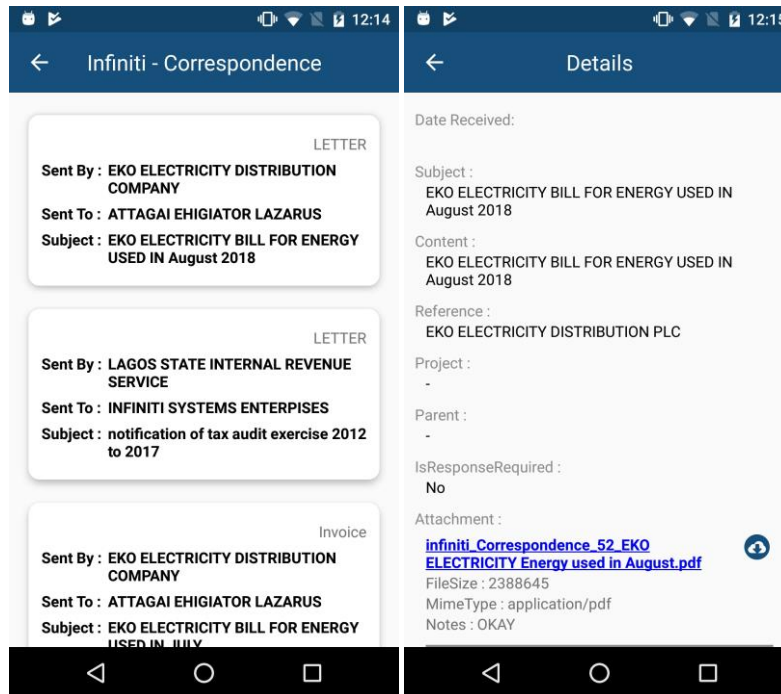 12:14
Infiniti - Correspondence
LETTER
Sent By : EKO ELECTRICITY DISTRIBUTION
COMPANY
Sent To : ATTAGAI EHIGIATOR LAZARUS
Subject : EKO ELECTRICITY BILL FOR ENERGY
USED IN August 2018
LETTER
Sent By : LAGOS STATE INTERNAL REVENUE
SERVICE
Sent To : INFINITI SYSTEMS ENTERPISES
Subject : notification of tax audit exercise 2012
to 2017
Invoice
Sent By : EKO ELECTRICITY DISTRIBUTION
COMPANY
Sent To : ATTAGAI EHIGIATOR LAZARUS
Subject : EKO ELECTRICITY BILL FOR ENERGY
USED IN JULY
12:15
Details
Date Received:
Subject :
EKO ELECTRICITY BILL FOR ENERGY USED IN
August 2018
Content :
EKO ELECTRICITY BILL FOR ENERGY USED IN
August 2018
Reference :
EKO ELECTRICITY DISTRIBUTION PLC
Project :
-
Parent :
-
IsResponseRequired :
No
Attachment :
infiniti_Correspondence_52_EKO
ELECTRICITY Energy used in August.pdf
FileSize : 2388645
MimeType : application/pdf
Notes : OKAY